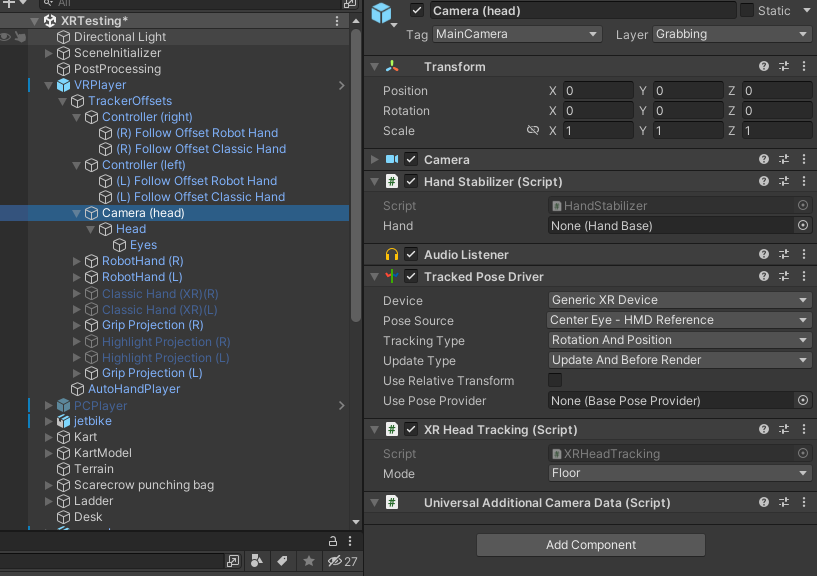 All
XRTesting*
Directional Light
SceneInitializer
PostProcessing
VRPlayer
TrackerOffsets
Controller (right)
(R) Follow Offset Robot Hand
(R) Follow Offset Classic Hand
Controller (left)
(L) Follow Offset Robot Hand
(L) Follow Offset Classic Hand
Camera (head)
Head
Eyes
RobotHand (R)
RobotHand (L)
Classic Hand (XR)(R)
Classic Hand (XR)(L)
Grip Projection (R)
Highlight Projection (R)
Highlight Projection (L)
Grip Projection (L)
AutoHandPlayer
PCPlayer
jetbike
Kart
KartModel
Terrain
Scarecrow punching bag
Ladder
Desk
27
Camera (head)
Static
Tag MainCamera Layer Grabbing
Transform
Position X 0 Y 0 Z 0
Rotation X 0 Y 0 Z 0
Scale X 1 Y 1 Z 1
Camera
Hand Stabilizer (Script)
Script # HandStabilizer
Hand None (Hand Base)
Audio Listener
Tracked Pose Driver
Device Generic XR Device
Pose Source Center Eye - HMD Reference
Tracking Type Rotation And Position
Update Type Update And Before Render
Use Relative Transform
Use Pose Provider None (Base Pose Provider)
# XR Head Tracking (Script)
Script # XRHeadTracking
Mode Floor
# Universal Additional Camera Data (Script)
Add Component